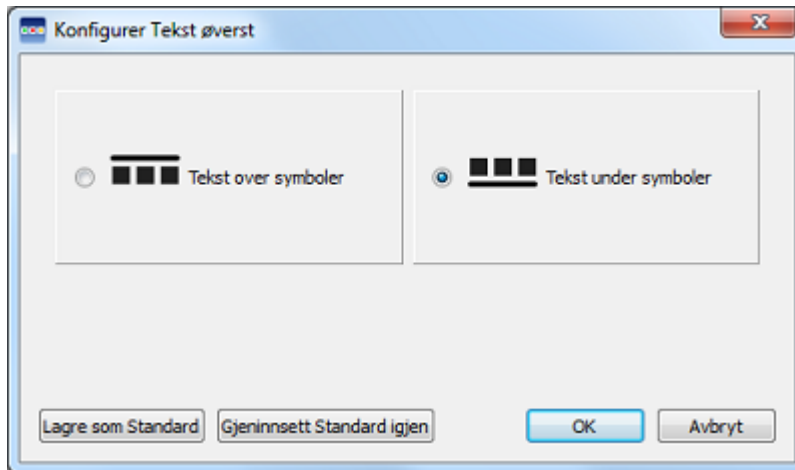 Konfigurer Tekst øverst
Tekst over symboler
Tekst under symboler
Lagre som Standard
Gjeninnsett Standard igjen
OK
Avbryt